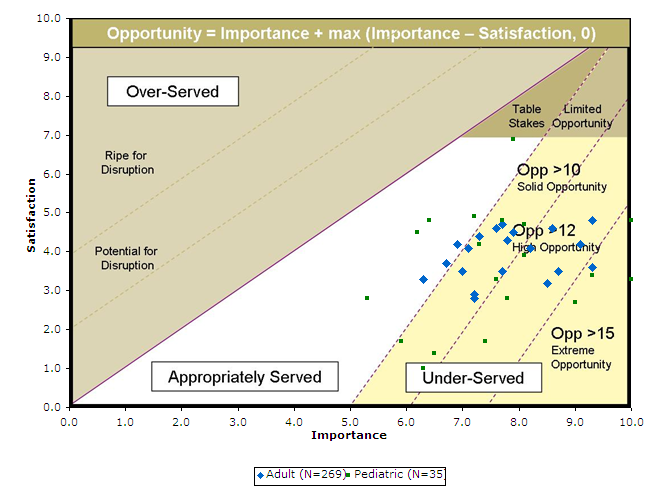 Opportunity = Importance + max (Importance – Satisfaction, 0)
10.0
9.0
8.0
7.0
6.0
5.0
4.0
3.0
2.0
1.0
0.0
Satisfaction
Over-Served
Ripe for
Disruption
Potential for
Disruption
Table
Stakes
Limited
Opportunity
Opp >10
Solid Opportunity
Opp >12
High Opportunity
Opp >15
Extreme
Opportunity
Appropriately Served
Under-Served
0.0 1.0 2.0 3.0 4.0 5.0 6.0 7.0 8.0 9.0 10.0
Importance
Adult (N=269) Pediatric (N=35)